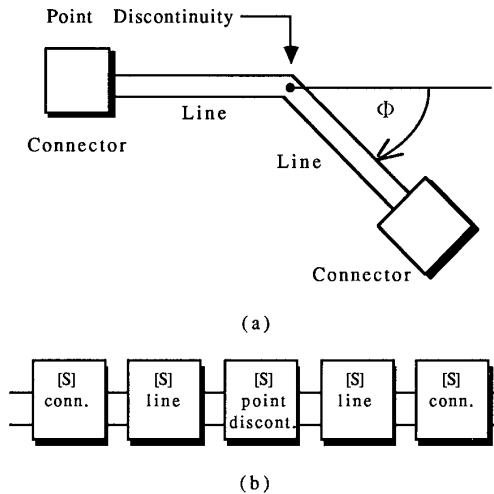 Point Discontinuity
Φ
Line
Connector
Line
Connector
(a)
[S] [S] [S] [S] [S]
conn. line point line conn.
discont.
(b)